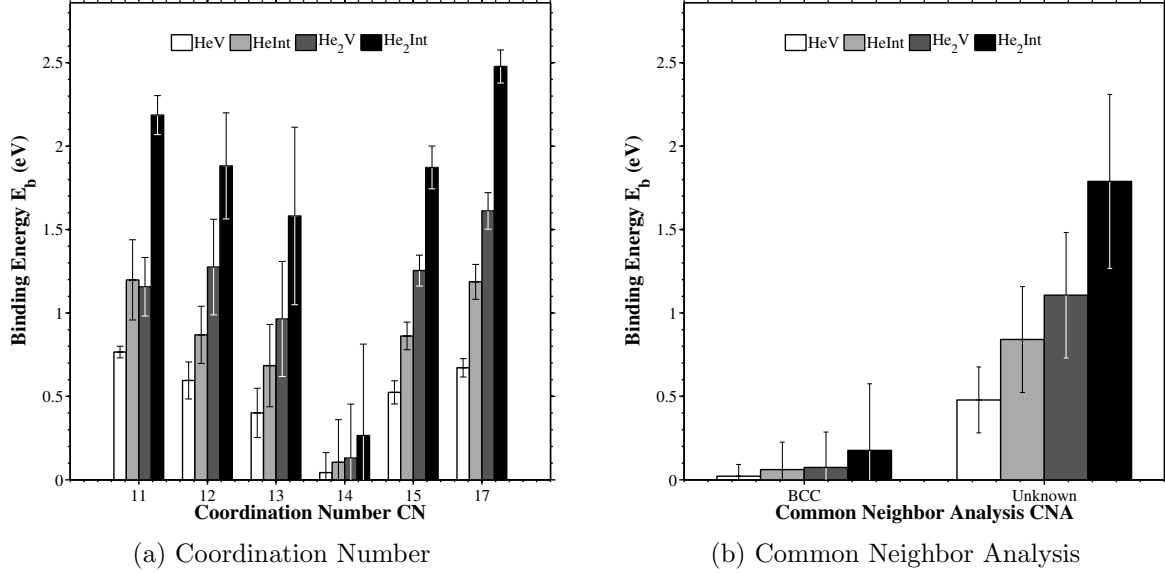 HeV HeInt He₂V He₂Int
Binding Energy E_b (eV)
2.5
2
1.5
1
0.5
0
11 12 13 14 15 17
Coordination Number CN
(a) Coordination Number
HeV HeInt He₂V He₂Int
Binding Energy E_b (eV)
2.5
2
1.5
1
0.5
0
BCC Unknown
Common Neighbor Analysis CNA
(b) Common Neighbor Analysis